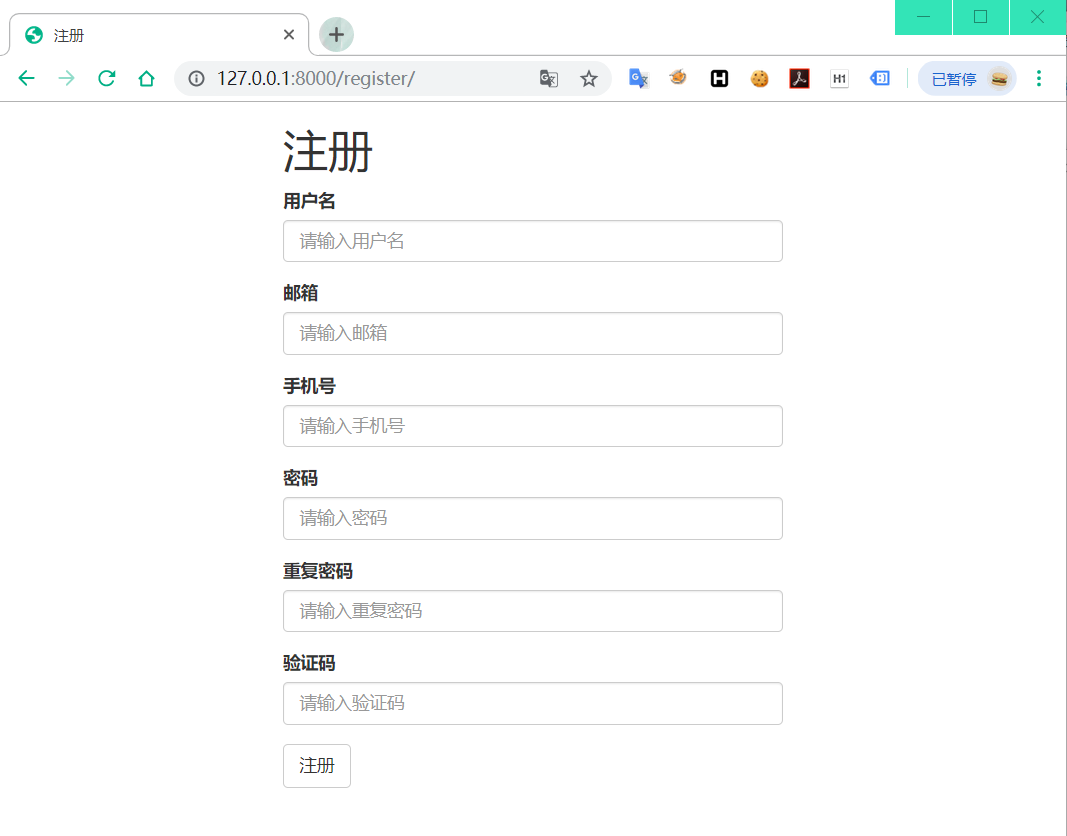 注册
127.0.0.1:8000/register/
H
H1
已暂停
注册
用户名
请输入用户名
邮箱
请输入邮箱
手机号
请输入手机号
密码
请输入密码
重复密码
请输入重复密码
验证码
请输入验证码
注册